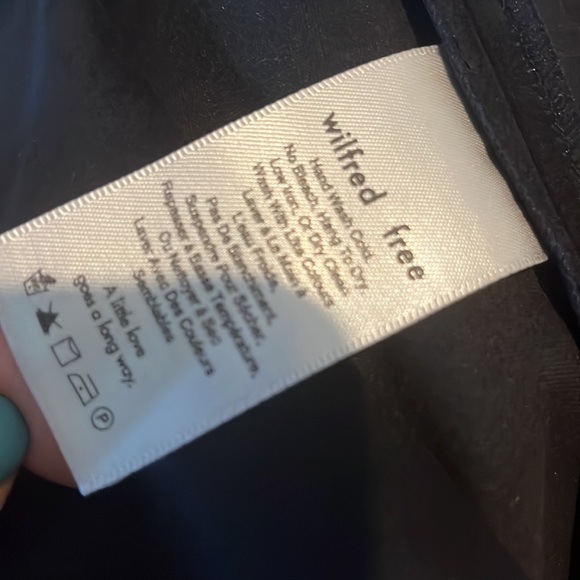 wilfred free
Hand Wash Cold.
No Bleach. Hang To Dry.
Low Iron. Or Dry Clean.
Wash With Like Colours
Laver À La Main À
L'eau Froide.
Pas De Blanchiment.
Suspendre Pour Sécher.
Repasser À Basse Température.
Ou Nettoyer À Sec
Laver Avec Des Couleurs
Semblables
A little love
goes a long way.
P